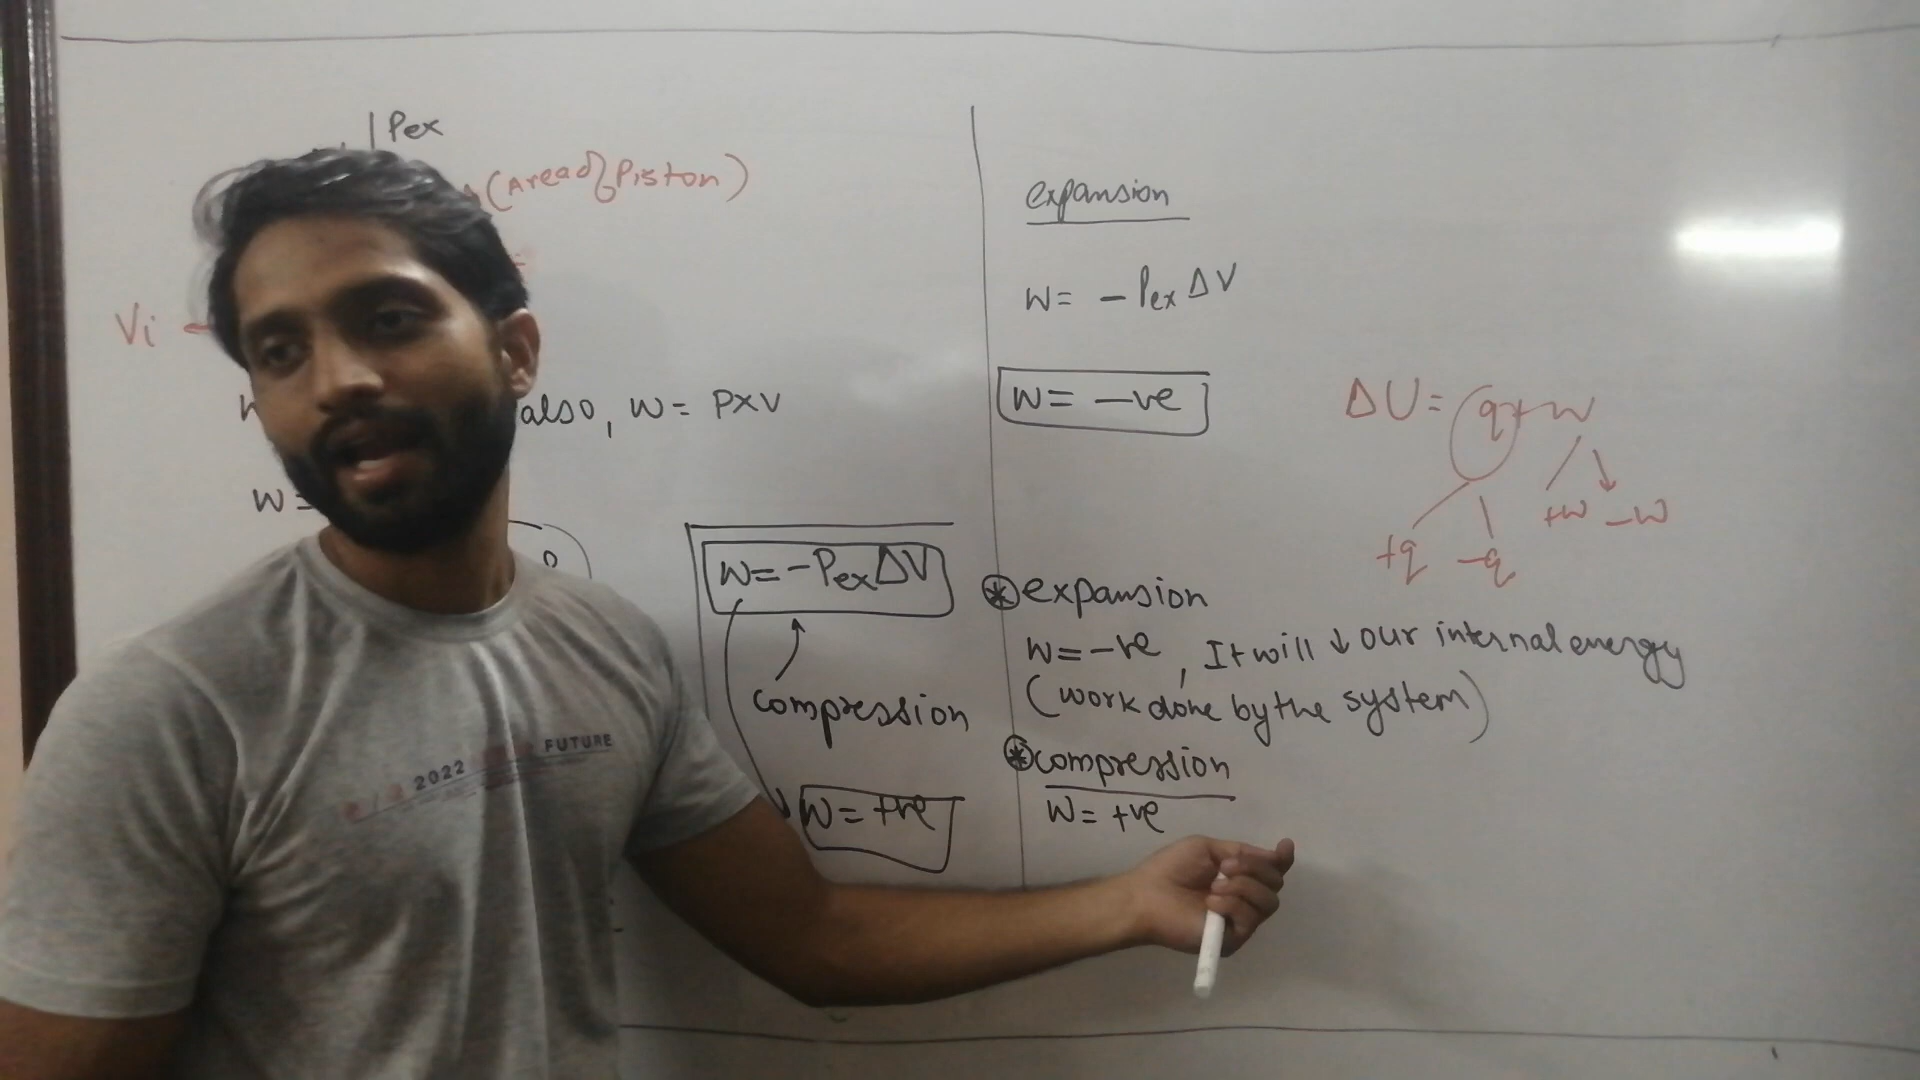 Pex
(Area of Piston)
Vi
also, W = P×V
W=
W = -Pex ΔV
compression
W = +ve
expansion
W = -Pex ΔV
W = -ve
ΔU = q+w
+q -q
+w -w
expansion
W = -ve, It will ↓ our internal energy
(work done by the system)
compression
W = +ve
2022
FUTURE